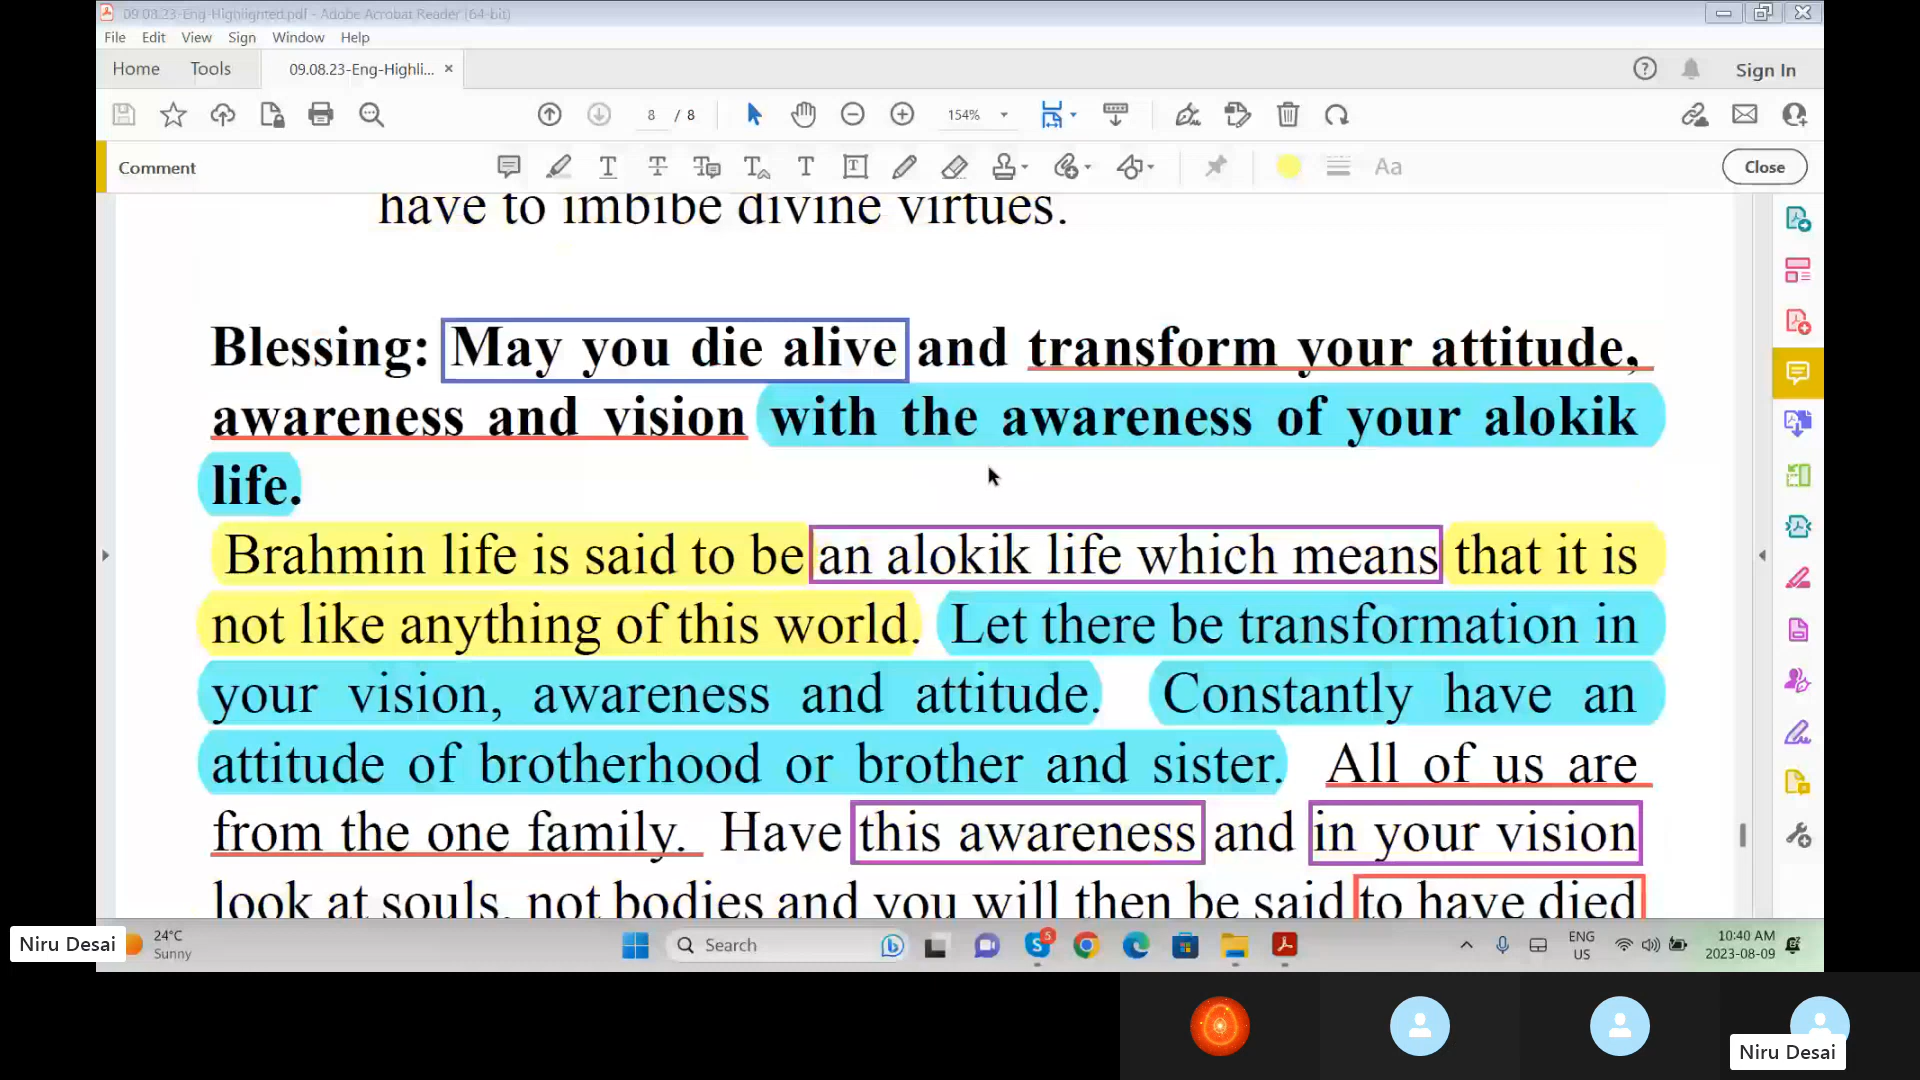 09.08.23-Eng-Highlighted.pdf - Adobe Acrobat Reader (64-bit)
File Edit View Sign Window Help
Home Tools 09.08.23-Eng-Highli... × Sign In
8 / 8 154%
Comment Close
have to imbibe divine virtues.
Blessing: May you die alive and transform your attitude,
awareness and vision with the awareness of your alokik
life.
Brahmin life is said to be an alokik life which means that it is
not like anything of this world. Let there be transformation in
your vision, awareness and attitude. Constantly have an
attitude of brotherhood or brother and sister. All of us are
from the one family. Have this awareness and in your vision
look at souls, not bodies and you will then be said to have died
Niru Desai
24°C
Sunny
Search
5
ENG
US
10:40 AM
2023-08-09
Niru Desai